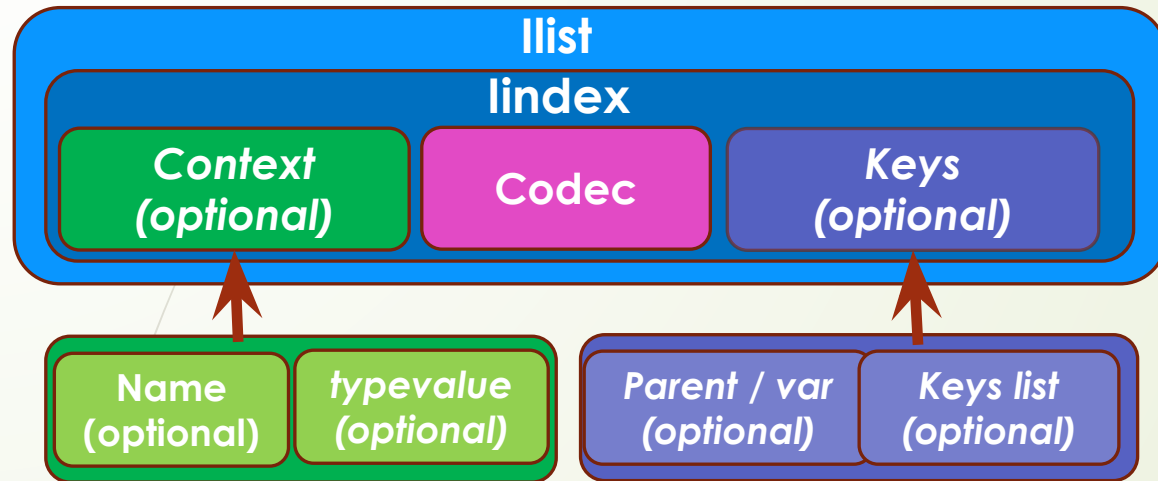 Ilist
Iindex
Context
(optional)
Codec
Keys
(optional)
Name
(optional)
typevalue
(optional)
Parent / var
(optional)
Keys list
(optional)